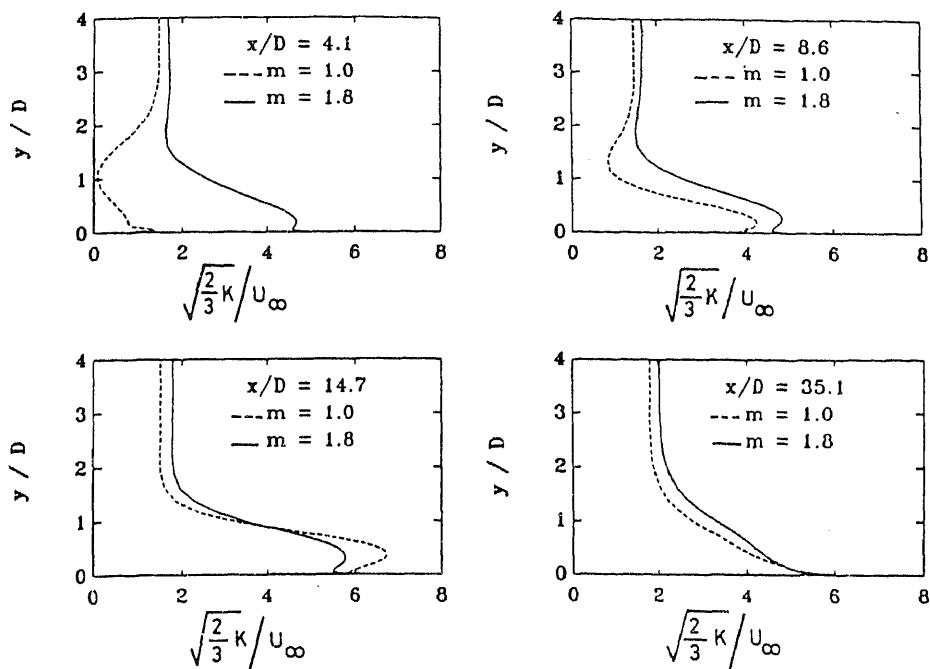 4
3
2
1
0
y / D
x/D = 4.1
m = 1.0
m = 1.8
0 2 4 6 8
√(2/3 K) / U∞
4
3
2
1
0
y / D
x/D = 8.6
m = 1.0
m = 1.8
0 2 4 6 8
√(2/3 K) / U∞
4
3
2
1
0
y / D
x/D = 14.7
m = 1.0
m = 1.8
0 2 4 6 8
√(2/3 K) / U∞
4
3
2
1
0
y / D
x/D = 35.1
m = 1.0
m = 1.8
0 2 4 6 8
√(2/3 K) / U∞